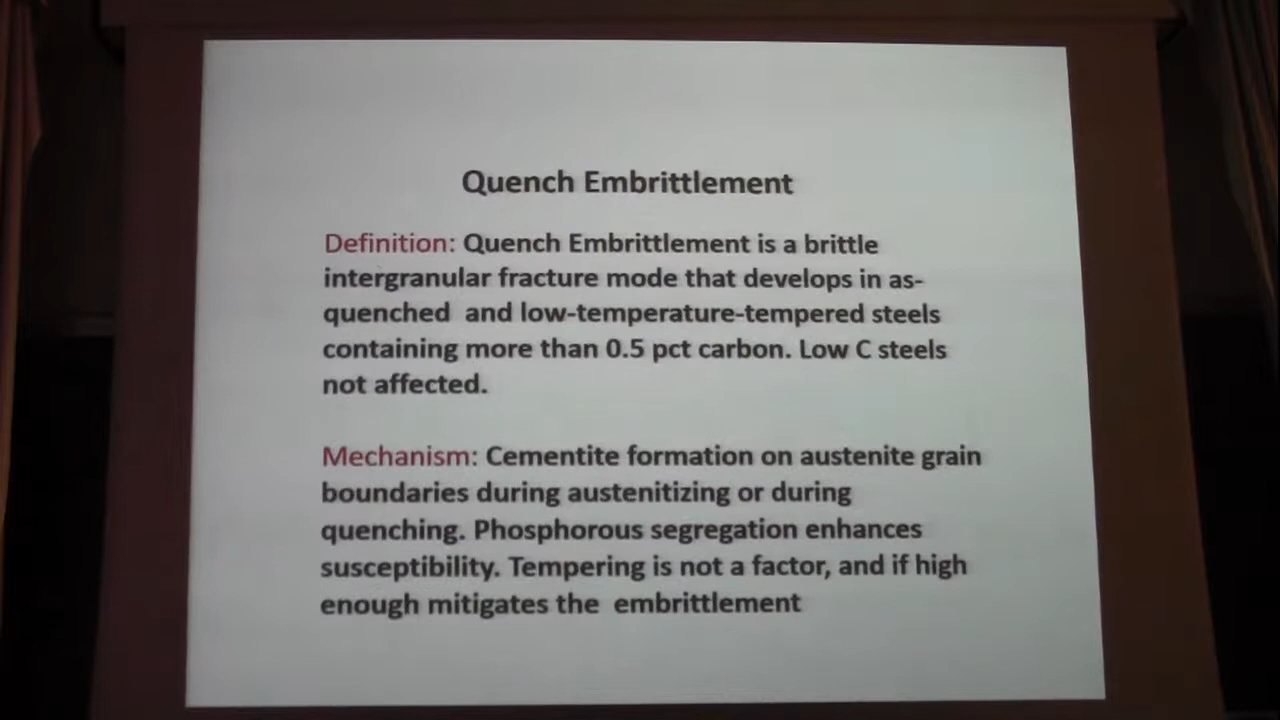 Quench Embrittlement
Definition: Quench Embrittlement is a brittle
intergranular fracture mode that develops in as-
quenched and low-temperature-tempered steels
containing more than 0.5 pct carbon. Low C steels
not affected.
Mechanism: Cementite formation on austenite grain
boundaries during austenitizing or during
quenching. Phosphorous segregation enhances
susceptibility. Tempering is not a factor, and if high
enough mitigates the embrittlement